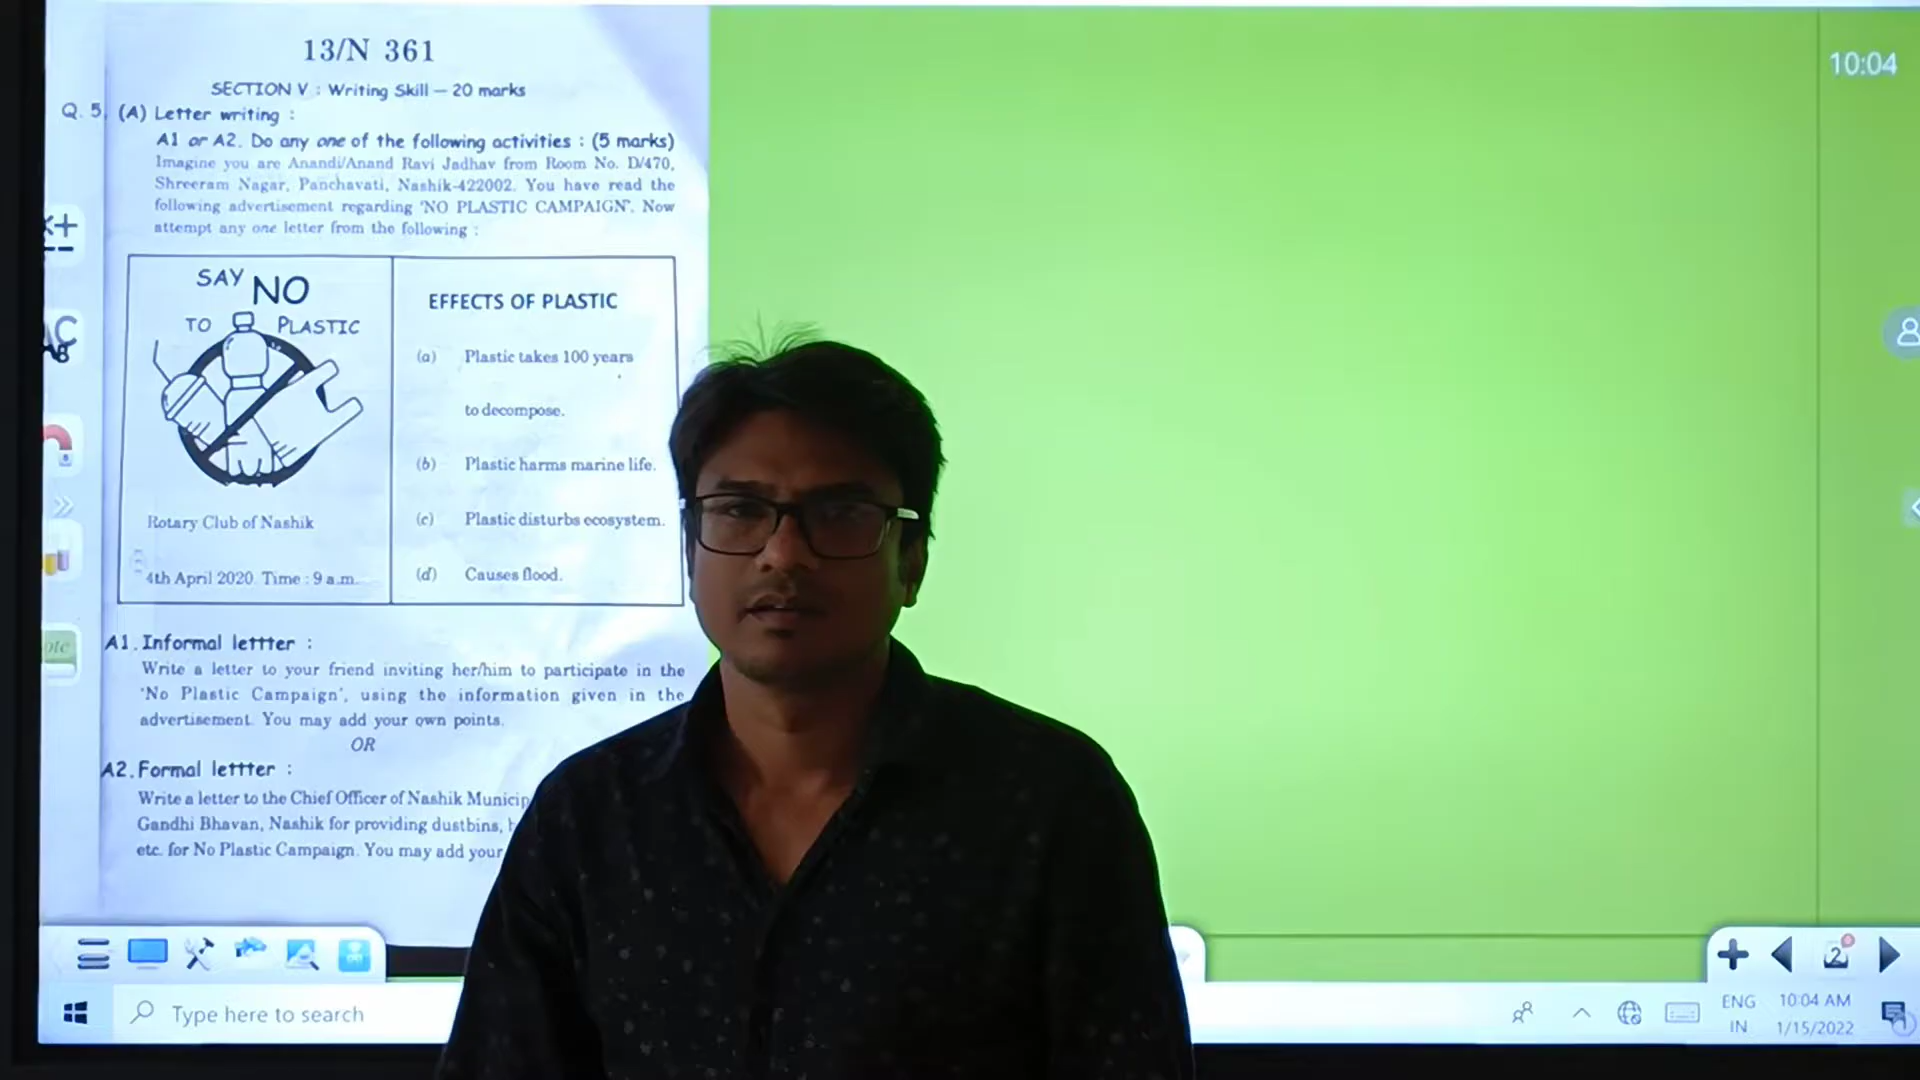 13/N 361
SECTION V : Writing Skill – 20 marks
Q. 5. (A) Letter writing :
A1 or A2. Do any one of the following activities : (5 marks)
Imagine you are Anandi/Anand Ravi Jadhav from Room No. D/470,
Shreeram Nagar, Panchavati, Nashik-422002. You have read the
following advertisement regarding 'NO PLASTIC CAMPAIGN'. Now
attempt any one letter from the following :
SAY NO
TO PLASTIC
Rotary Club of Nashik
4th April 2020 Time : 9 a.m.
EFFECTS OF PLASTIC
(a) Plastic takes 100 years
to decompose.
(b) Plastic harms marine life.
(c) Plastic disturbs ecosystem.
(d) Causes flood.
A1. Informal lettter :
Write a letter to your friend inviting her/him to participate in the
'No Plastic Campaign', using the information given in the
advertisement. You may add your own points.
OR
A2. Formal lettter :
Write a letter to the Chief Officer of Nashik
Gandhi Bhavan, Nashik for providing dustbins,
etc. for No Plastic Campaign. You may add your
10:04
2
Type here to search
ENG
IN
10:04 AM
1/15/2022